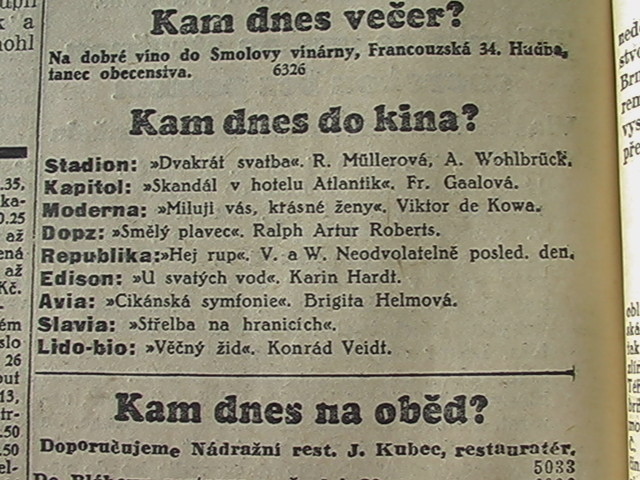 Kam dnes večer?
Na dobré víno do Smolovy vinárny, Francouzská 34. Hudba,
tanec obecenstva. 6326
Kam dnes do kina?
Stadion: »Dvakrát svatba«. R. Müllerová, A. Wohlbrück.
Kapitol: »Skandál v hotelu Atlantik«. Fr. Gaalová.
Moderna: »Miluji vás, krásné ženy«. Viktor de Kowa.
Dopz: »Smělý plavec«. Ralph Artur Roberts.
Republika: »Hej rup«. V. a W. Neodvolatelně posled. den.
Edison: »U svatých vod«. Karin Hardt.
Avia: »Cikánská symfonie«. Brigita Helmová.
Slavia: »Střelba na hranicích«.
Lido-bio: »Věčný žid«. Konrád Veidt.
Kam dnes na oběd?
Doporučujeme Nádražní rest. J. Kubec, restauratér.
5033